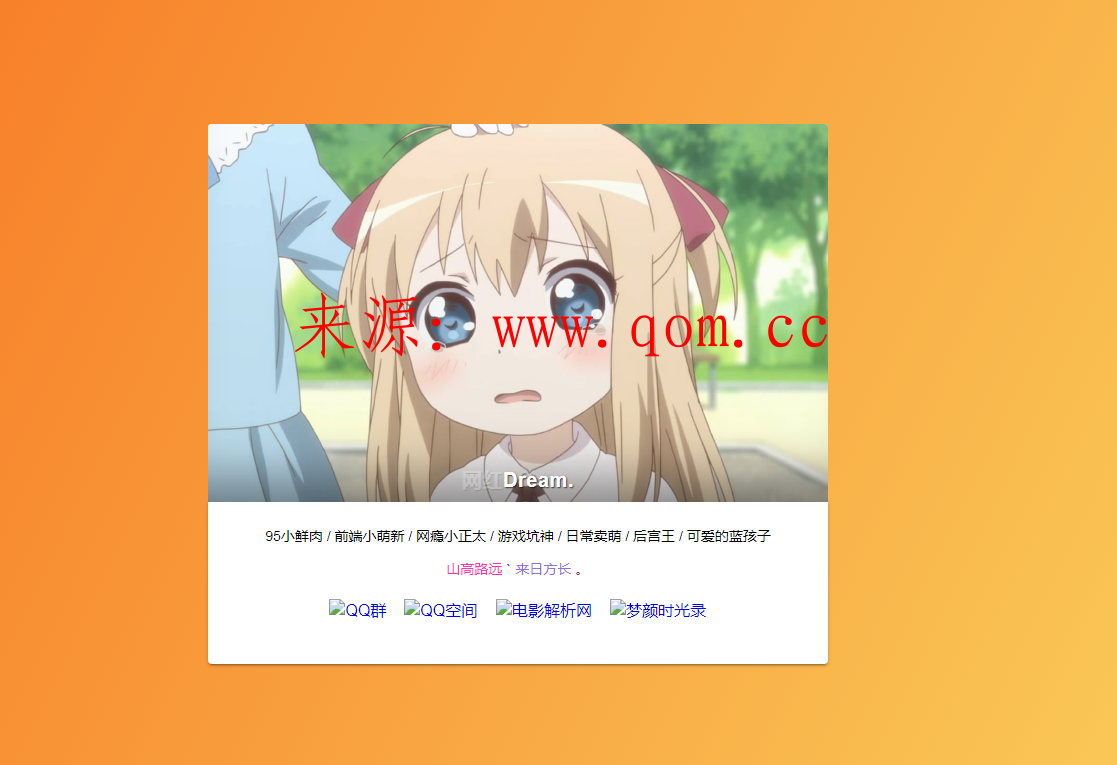 来源：www.qom.cc
网红Dream.
95小鲜肉 / 前端小萌新 / 网瘾小正太 / 游戏坑神 / 日常卖萌 / 后宫王 / 可爱的蓝孩子
山高路远 ` 来日方长 。
QQ群 QQ空间 电影解析网 梦颜时光录